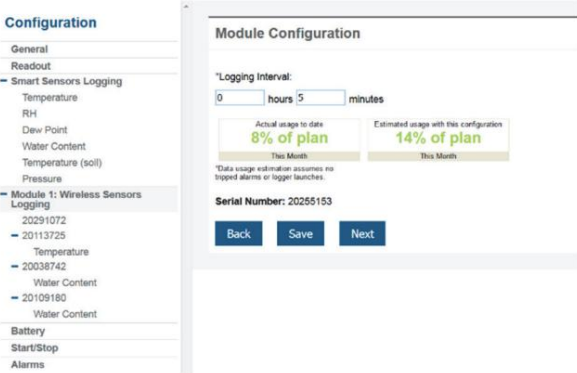 Configuration
General
Readout
Smart Sensors Logging
Temperature
RH
Dew Point
Water Content
Temperature (soil)
Pressure
Module 1: Wireless Sensors
Logging
20291072
20113725
Temperature
20038742
Water Content
20109180
Water Content
Battery
Start/Stop
Alarms
Module Configuration
*Logging Interval:
0 hours 5 minutes
Actual usage to date
8% of plan
This Month
Estimated usage with this configuration
14% of plan
This Month
*Data usage estimation assumes no
tripped alarms or logger launches.
Serial Number: 20255153
Back Save Next